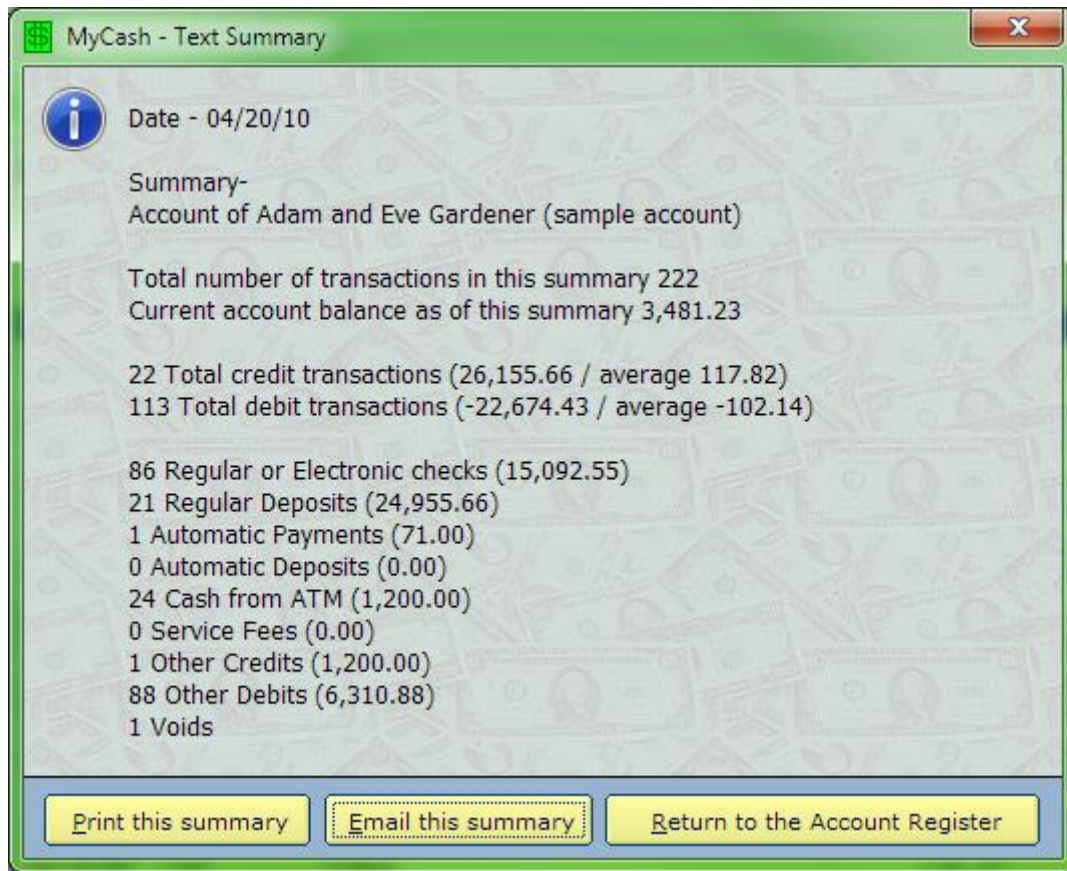 MyCash - Text Summary
Date - 04/20/10
Summary-
Account of Adam and Eve Gardener (sample account)
Total number of transactions in this summary 222
Current account balance as of this summary 3,481.23
22 Total credit transactions (26,155.66 / average 117.82)
113 Total debit transactions (-22,674.43 / average -102.14)
86 Regular or Electronic checks (15,092.55)
21 Regular Deposits (24,955.66)
1 Automatic Payments (71.00)
0 Automatic Deposits (0.00)
24 Cash from ATM (1,200.00)
0 Service Fees (0.00)
1 Other Credits (1,200.00)
88 Other Debits (6,310.88)
1 Voids
Print this summary Email this summary Return to the Account Register